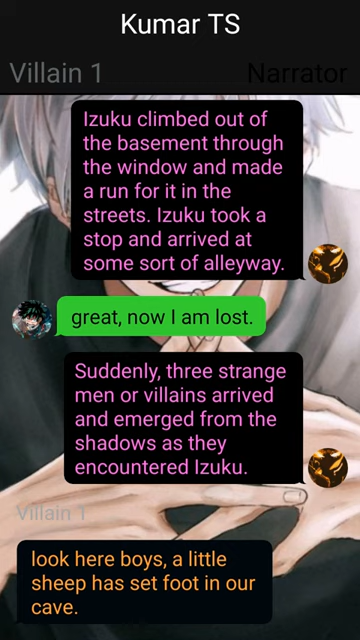 Kumar TS
Villain 1
Narrator
Izuku climbed out of
the basement through
the window and made
a run for it in the
streets. Izuku took a
stop and arrived at
some sort of alleyway.
great, now I am lost.
Suddenly, three strange
men or villains arrived
and emerged from the
shadows as they
encountered Izuku.
Villain 1
look here boys, a little
sheep has set foot in our
cave.